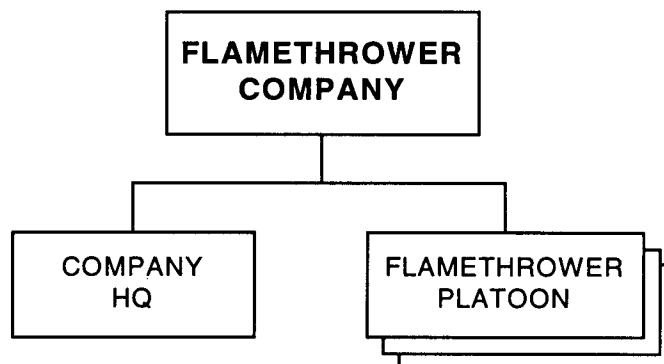 FLAMETHROWER
COMPANY
COMPANY
HQ
FLAMETHROWER
PLATOON